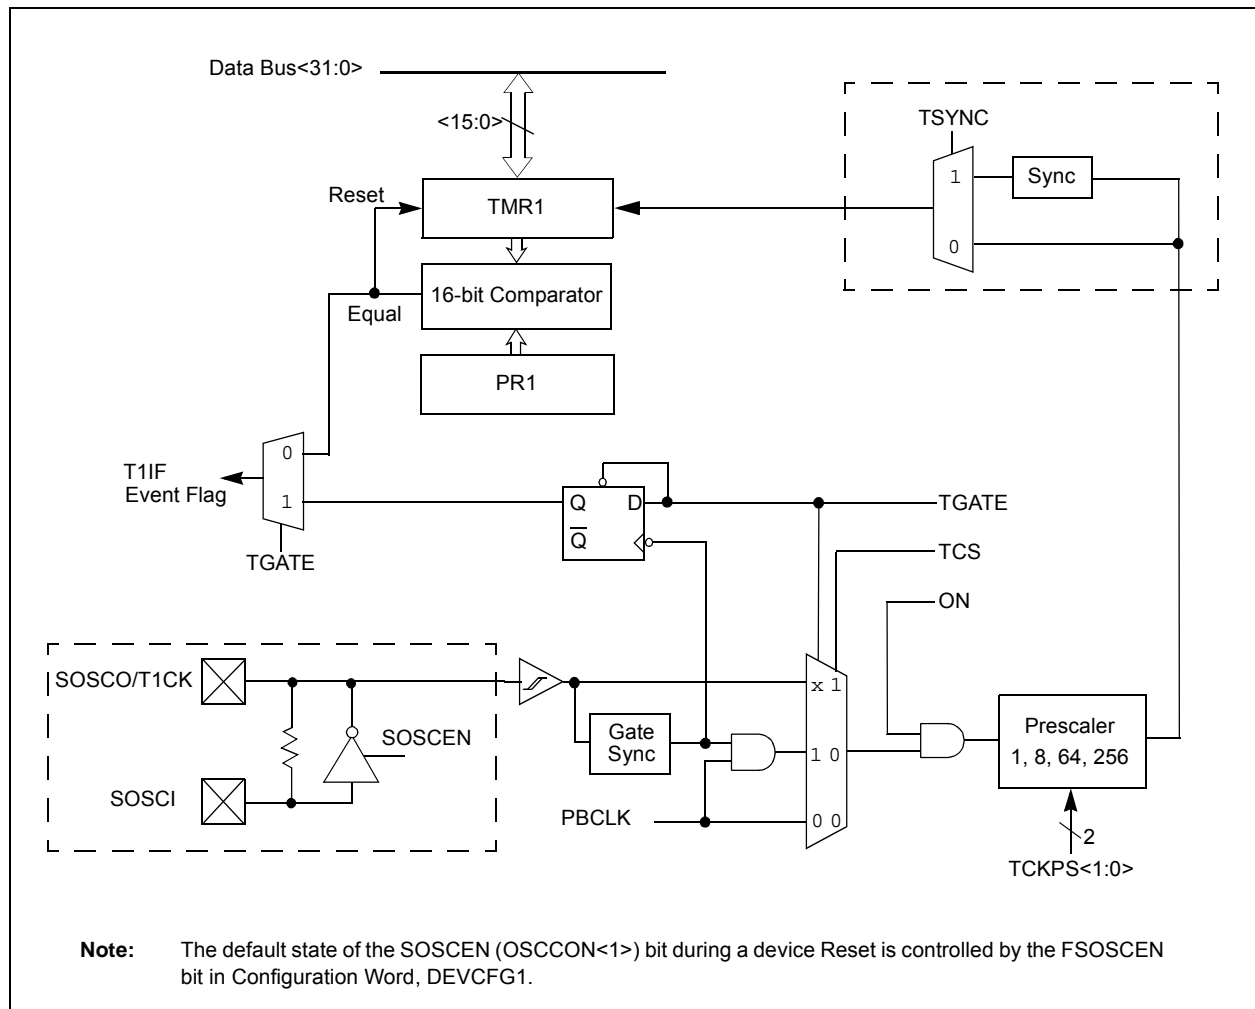 Data Bus<31:0>
<15:0>
TSYNC
Reset
TMR1
1
Sync
0
16-bit Comparator
Equal
PR1
0
T1IF
Event Flag
1
TGATE
Q
D
Q
TGATE
TCS
ON
SOSCO/T1CK
SOSCEN
SOSCI
Gate
Sync
PBCLK
x 1
1 0
0 0
Prescaler
1, 8, 64, 256
2
TCKPS<1:0>
Note: The default state of the SOSCEN (OSCCON<1>) bit during a device Reset is controlled by the FSOSCEN
bit in Configuration Word, DEVCFG1.